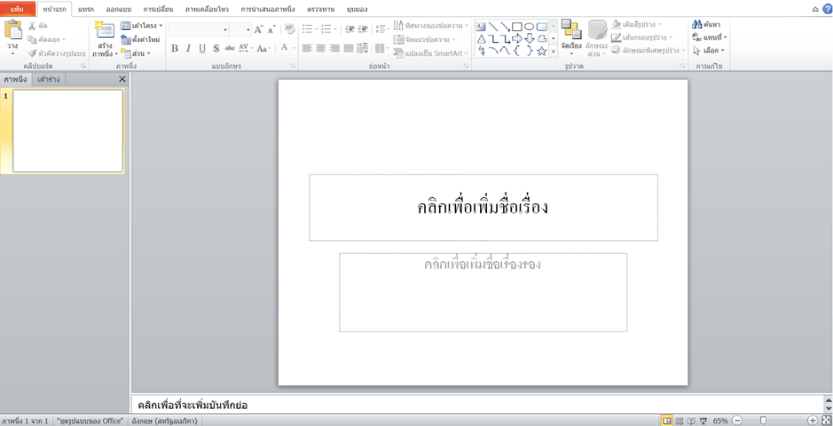 แฟ้ม หน้าแรก แทรก ออกแบบ การเปลี่ยน ภาพเคลื่อนไหว การนำเสนอภาพนิ่ง ตรวจทาน มุมมอง
วาง
ตัด
คัดลอก
ตัวคัดวางรูปแบบ
คลิปบอร์ด
สร้าง
ภาพนิ่ง
เค้าโครง
ตั้งค่าใหม่
ส่วน
ภาพนิ่ง
B I U S abc AV Aa A
แบบอักษร
ทิศทางของข้อความ
จัดแนวข้อความ
แปลงเป็น SmartArt
ย่อหน้า
จัดเรียง
ลักษณะ
ด่วน
เติมสีรูปร่าง
เส้นกรอบรูปร่าง
ลักษณะพิเศษรูปร่าง
รูปวาด
ค้นหา
แทนที่
เลือก
การแก้ไข
ภาพนิ่ง เค้าร่าง
1
คลิกเพื่อเพิ่มชื่อเรื่อง
คลิกเพื่อเพิ่มชื่อเรื่องรอง
คลิกเพื่อที่จะเพิ่มบันทึกย่อ
ภาพนิ่ง 1 จาก 1 "ชุดรูปแบบของ Office" อังกฤษ (สหรัฐอเมริกา) 65%